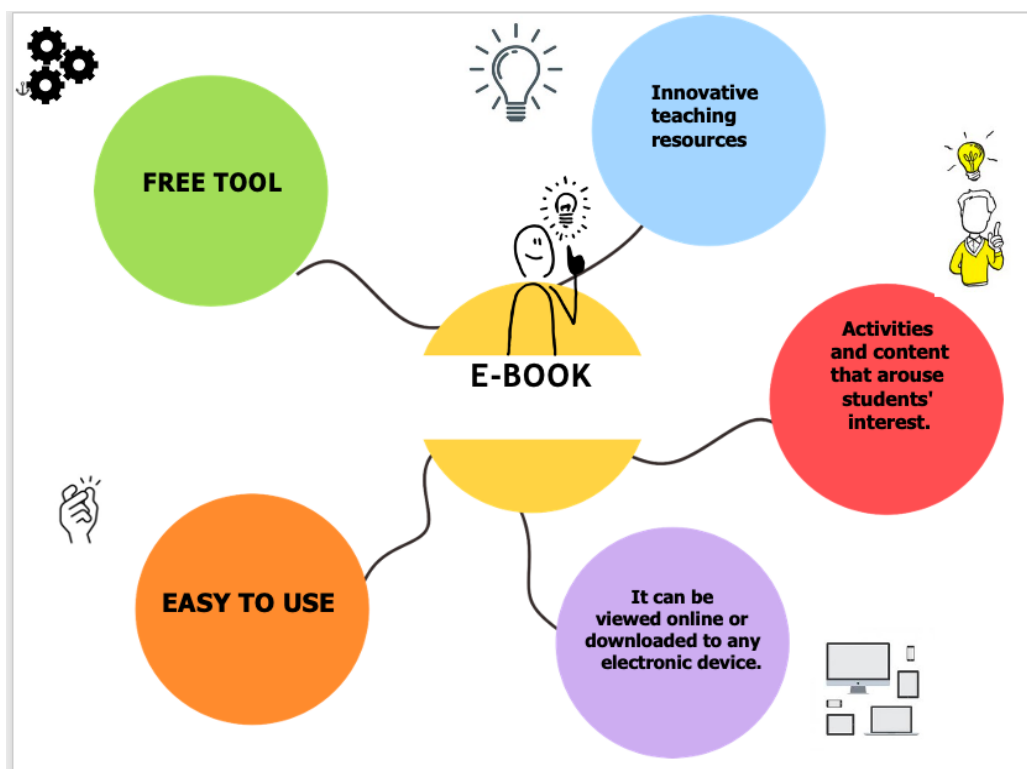 FREE TOOL
Innovative
teaching
resources
E-BOOK
Activities
and content
that arouse
students'
interest.
EASY TO USE
It can be
viewed online or
downloaded to any
electronic device.